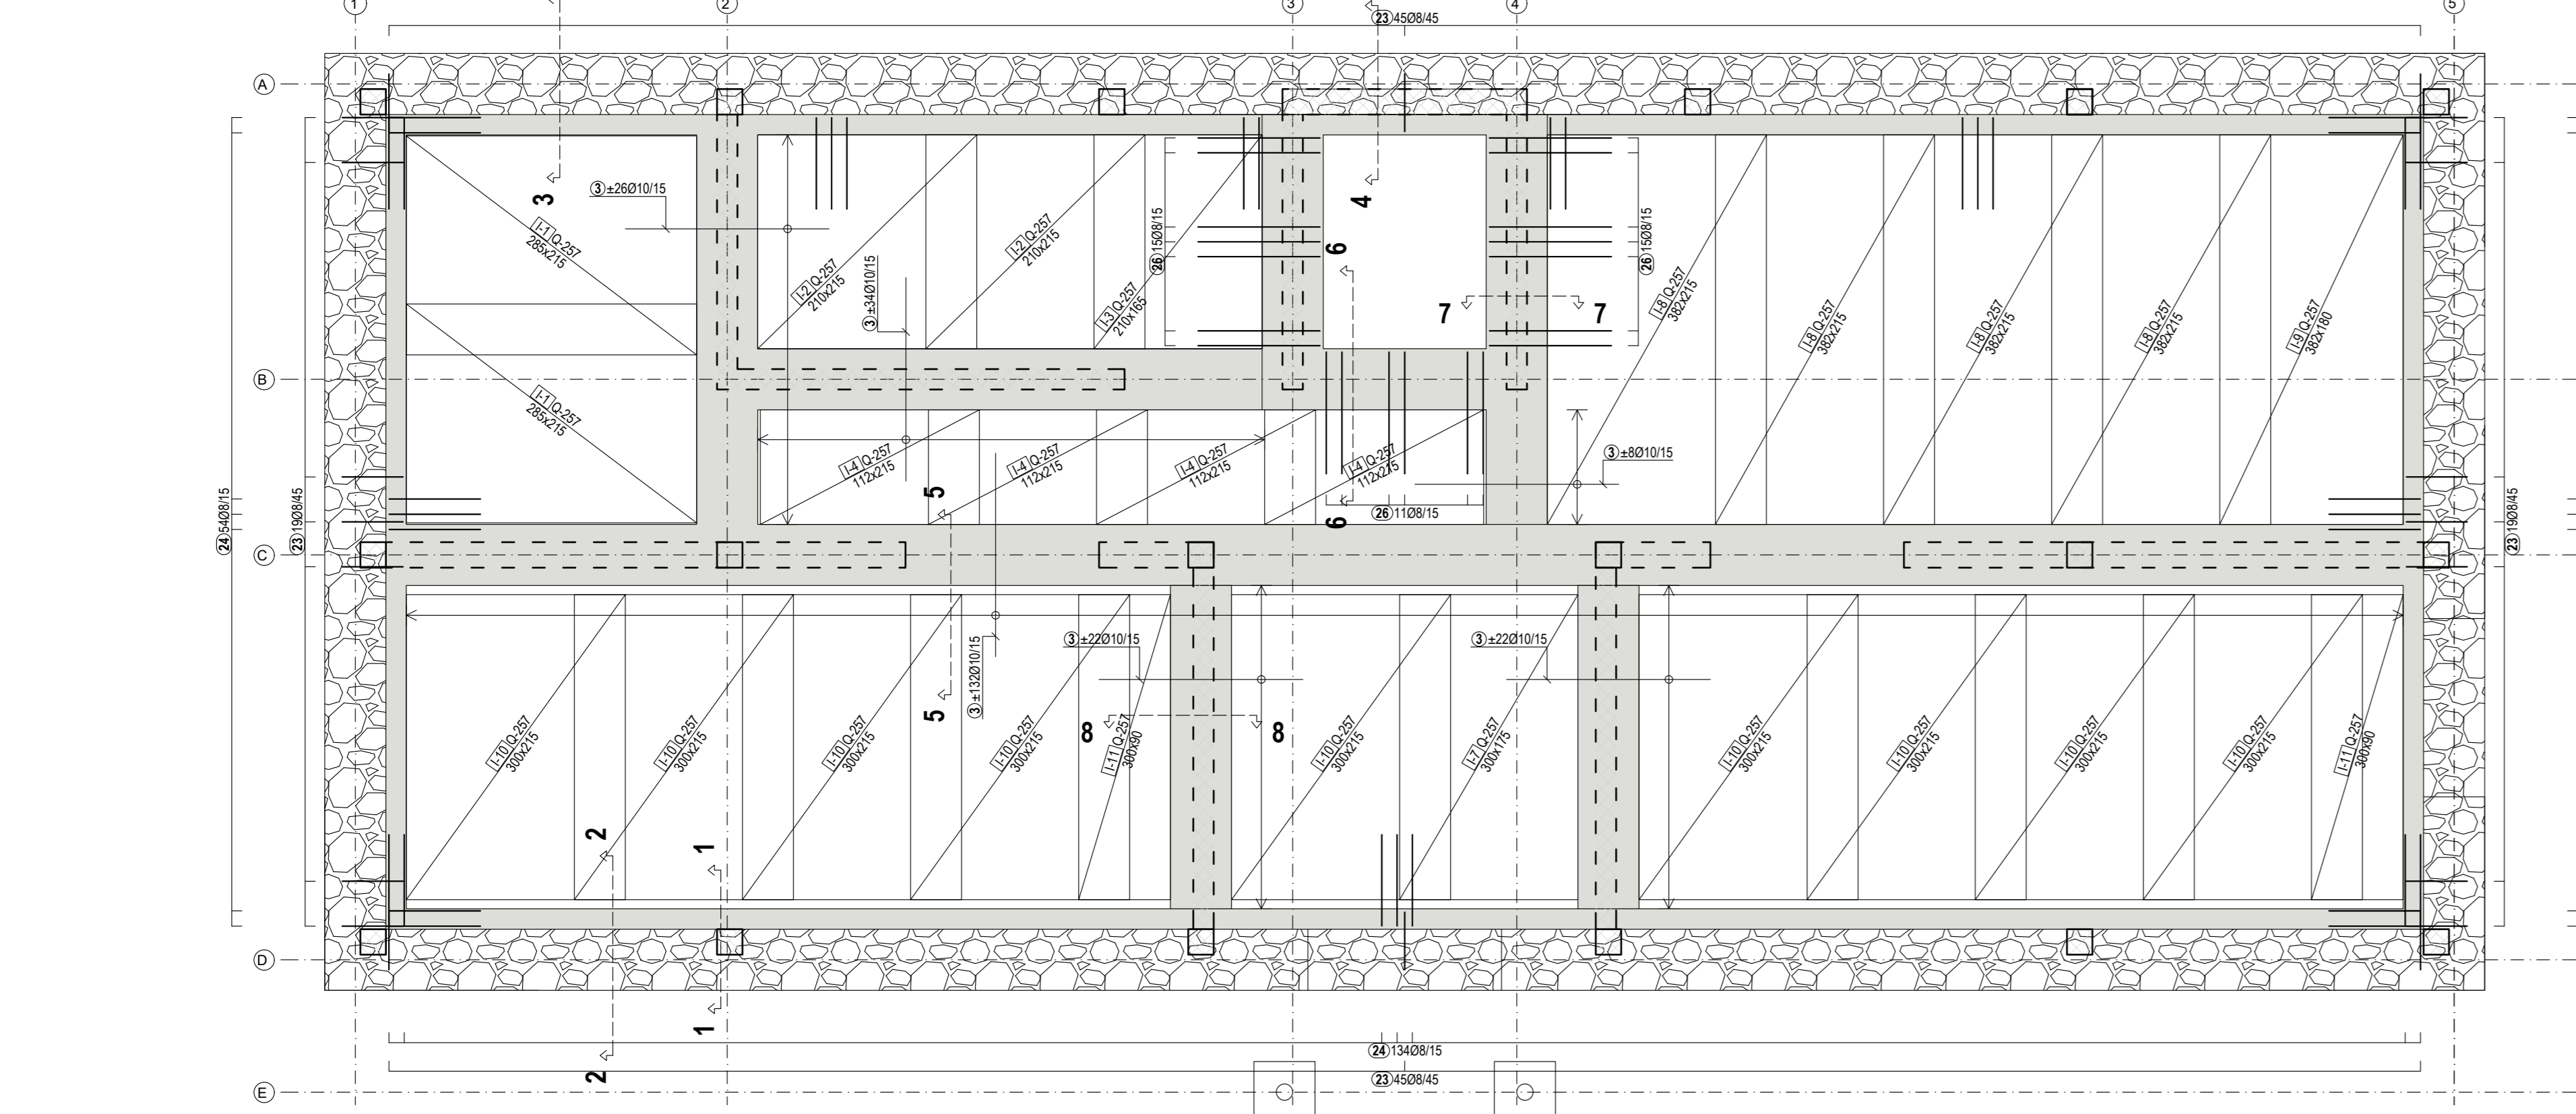 1
2
3
4
5
23 45Ø8/45
A
3 ±26Ø10/15
3
4
I-1 Q-257
285x215
I-2 Q-257
210x215
I-2 Q-257
210x215
I-3 Q-257
210x165
3 ±34Ø10/15
26 15Ø8/15
6
26 15Ø8/15
7
7
I-8 Q-257
382x215
I-8 Q-257
382x215
I-8 Q-257
382x215
I-8 Q-257
382x215
I-9 Q-257
382x180
B
I-1 Q-257
285x215
I-4 Q-257
112x215
I-4 Q-257
112x215
I-4 Q-257
112x215
I-4 Q-257
112x215
3 ±8Ø10/15
5
26 11Ø8/15
6
24 54Ø8/15
23 19Ø8/45
23 19Ø8/45
C
3 ±132Ø10/15
3 ±22Ø10/15
3 ±22Ø10/15
5
8
8
I-10 Q-257
300x215
I-10 Q-257
300x215
I-10 Q-257
300x215
I-10 Q-257
300x215
I-11 Q-257
300x90
I-10 Q-257
300x215
I-7 Q-257
300x175
I-10 Q-257
300x215
I-10 Q-257
300x215
I-10 Q-257
300x215
I-10 Q-257
300x215
I-11 Q-257
300x90
2
1
D
1
24 134Ø8/15
2
23 45Ø8/45
E